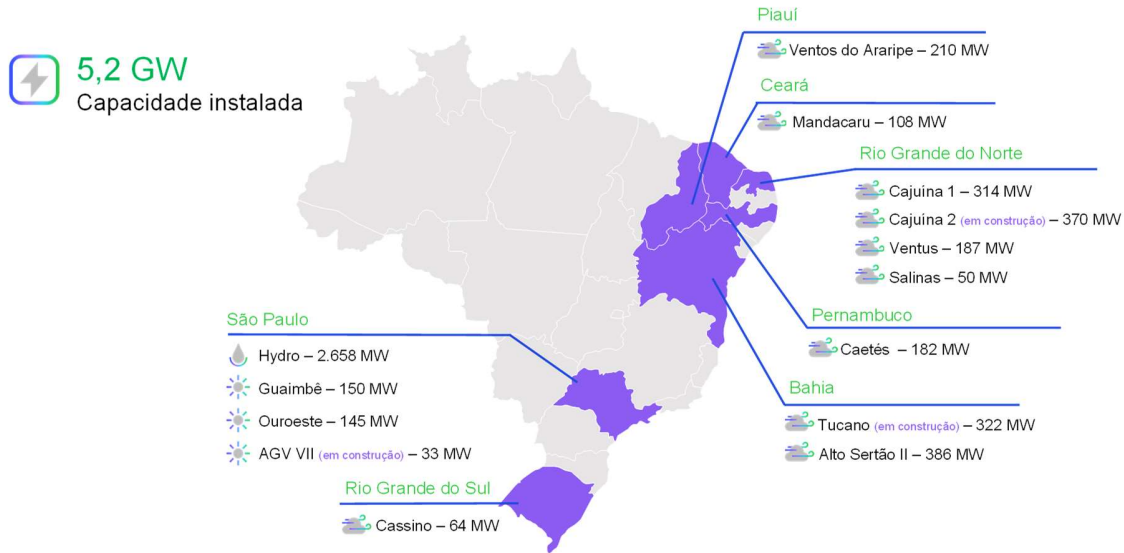 5,2 GW
Capacidade instalada
Piauí
Ventos do Araripe – 210 MW
Ceará
Mandacaru – 108 MW
Rio Grande do Norte
Cajuína 1 – 314 MW
Cajuína 2 (em construção) – 370 MW
Ventus – 187 MW
Salinas – 50 MW
Pernambuco
Caetés – 182 MW
Bahia
Tucano (em construção) – 322 MW
Alto Sertão II – 386 MW
São Paulo
Hydro – 2.658 MW
Guaimbê – 150 MW
Ouroeste – 145 MW
AGV VII (em construção) – 33 MW
Rio Grande do Sul
Cassino – 64 MW